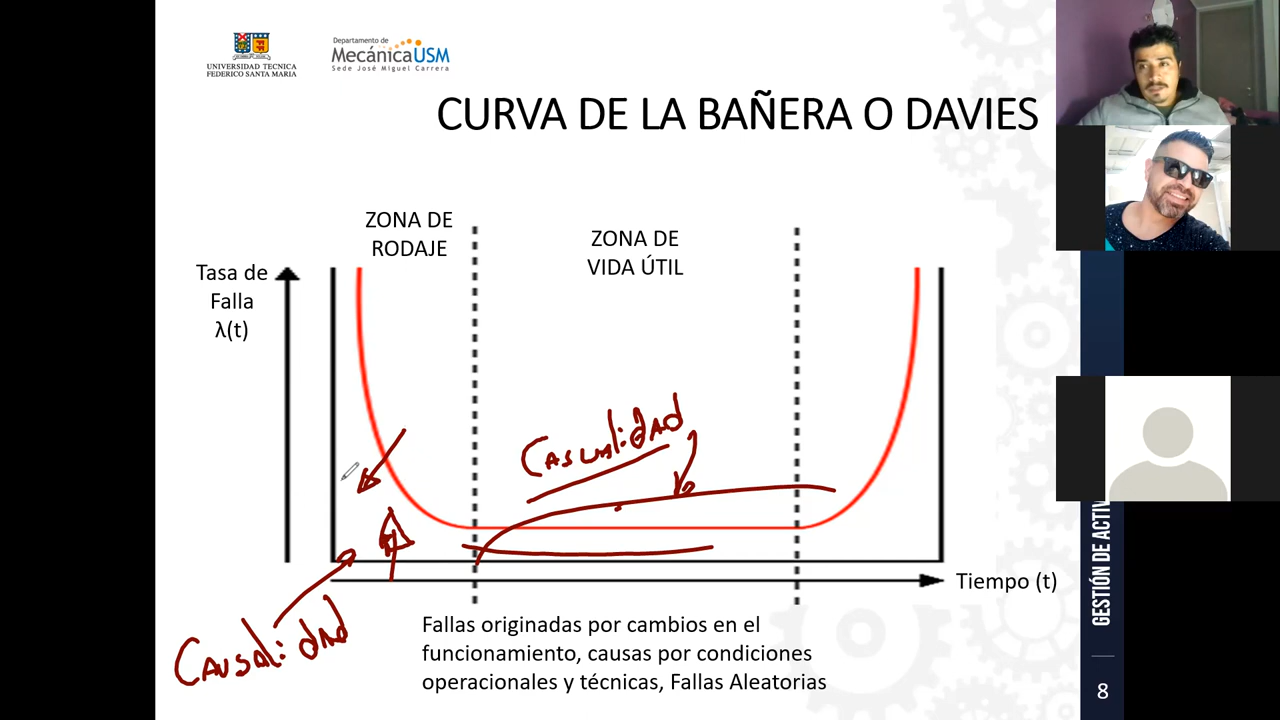 UNIVERSIDAD TECNICA
FEDERICO SANTA MARIA
Departamento de
MecánicaUSM
Sede José Miguel Carrera
CURVA DE LA BAÑERA O DAVIES
ZONA DE
RODAJE
ZONA DE
VIDA ÚTIL
Tasa de
Falla
λ(t)
CASUALIDAD
Tiempo (t)
CAUSALIDAD
Fallas originadas por cambios en el
funcionamiento, causas por condiciones
operacionales y técnicas, Fallas Aleatorias
GESTIÓN DE ACTIV
8